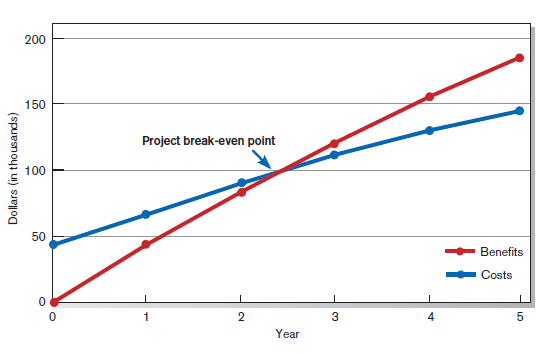 200
150
Project break-even point
100
50
0
Dollars (in thousands)
Benefits
Costs
0 1 2 3 4 5
Year